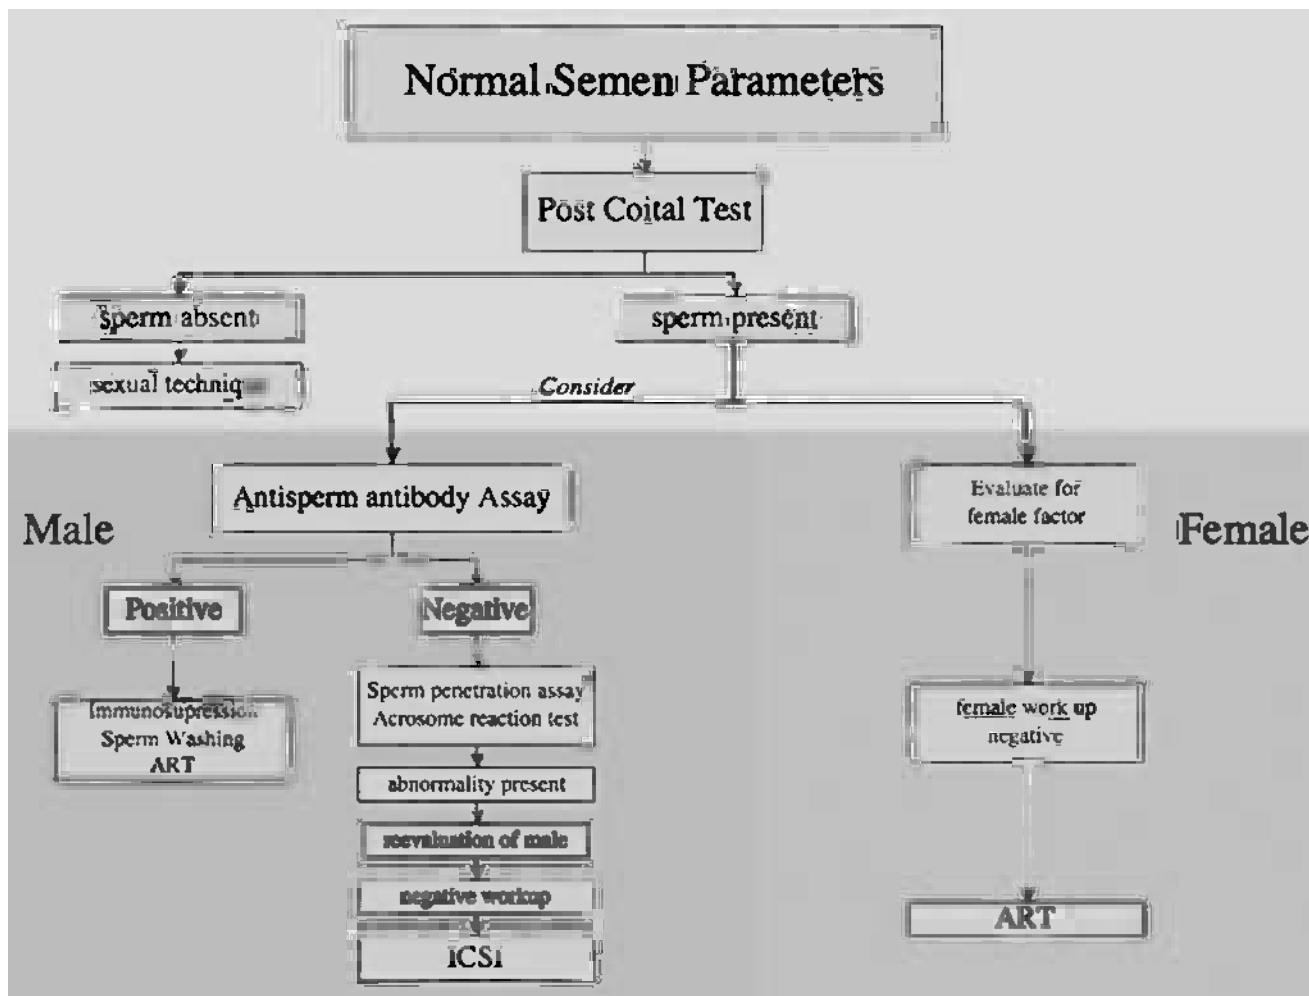 Normal Semen Parameters
Post Coital Test
sperm absent
sperm present
sexual techniq
Consider
Antisperm antibody Assay
Evaluate for
female factor
Male
Female
Positive
Negative
Immunosupression
Sperm Washing
ART
Sperm penetration assay
Acrosome reaction test
female work up
negative
abnormality present
reevaluation of male
negative workup
ART
ICSI